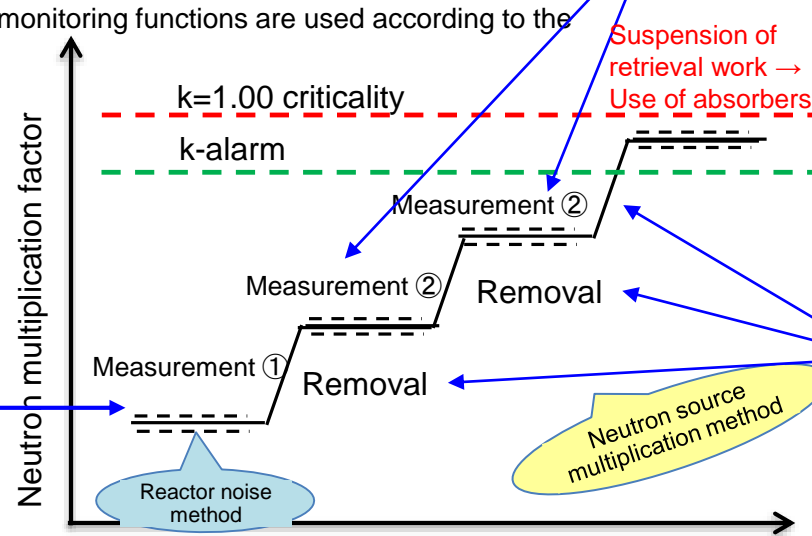 monitoring functions are used according to the
Suspension of
retrieval work →
Use of absorbers
k=1.00 criticality
k-alarm
Measurement ②
Measurement ②
Removal
Measurement ①
Removal
Neutron source
multiplication method
Reactor noise
method
Neutron multiplication factor